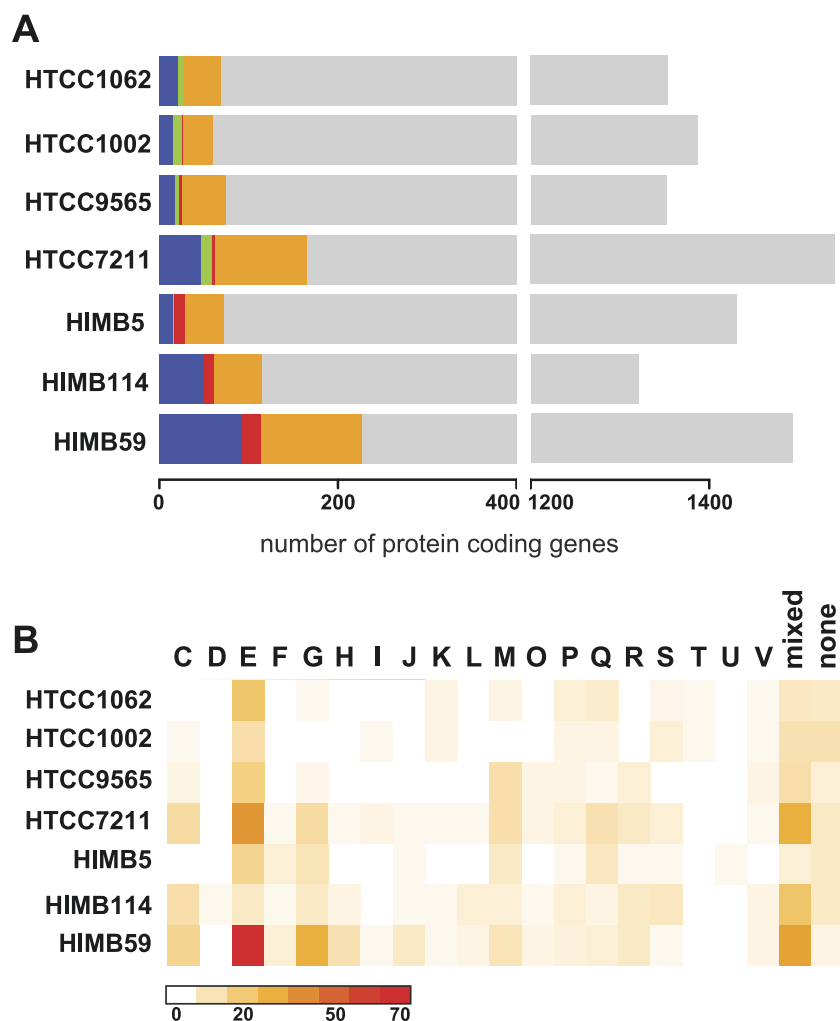 A
HTCC1062
HTCC1002
HTCC9565
HTCC7211
HIMB5
HIMB114
HIMB59
0 200 400 1200 1400
number of protein coding genes
B
C D E F G H I J K L M O P Q R S T U V mixed none
HTCC1062
HTCC1002
HTCC9565
HTCC7211
HIMB5
HIMB114
HIMB59
0 20 50 70